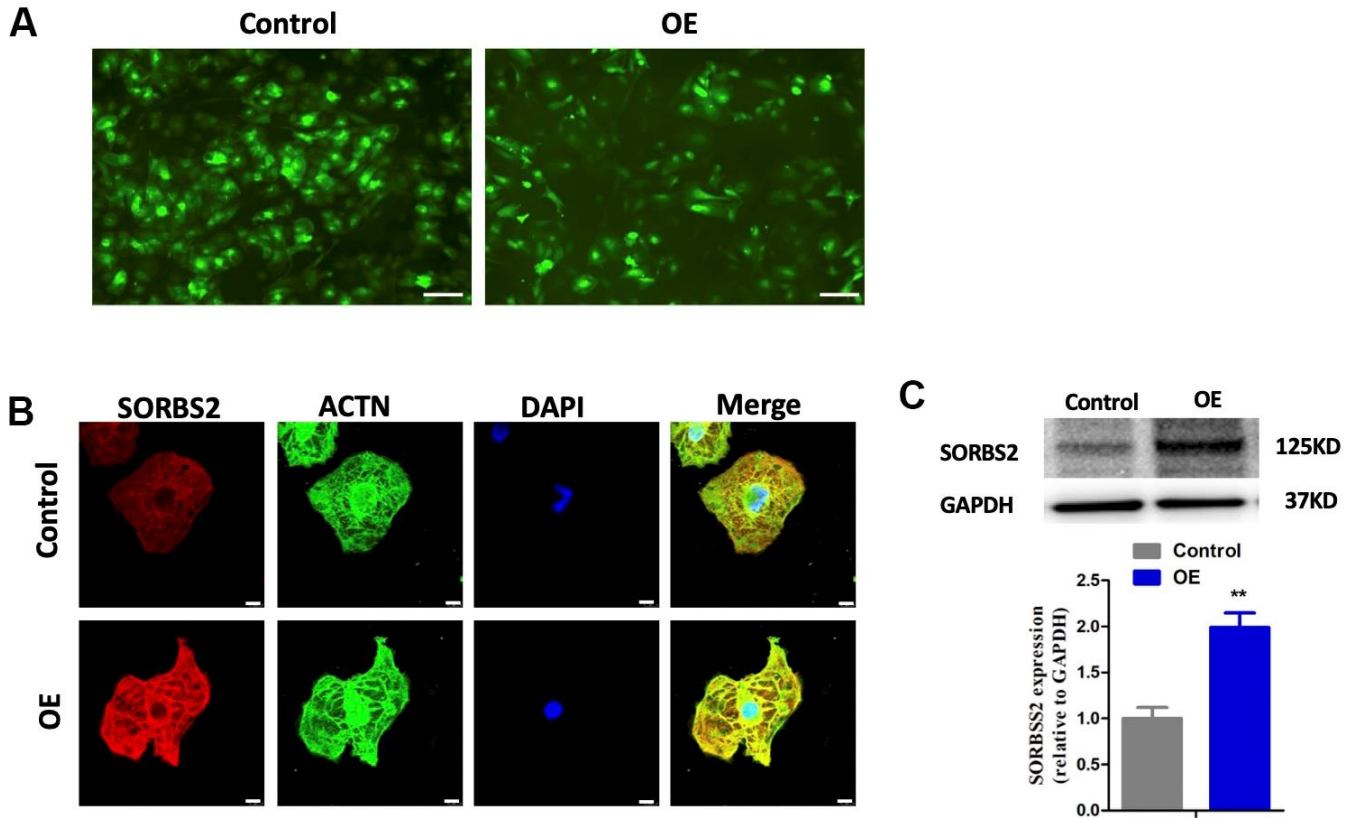 A
Control
OE
B
SORBS2 ACTN DAPI Merge
Control
OE
C
Control OE
SORBS2 125KD
GAPDH 37KD
Control
OE
**
SORBSS2 expression
(relative to GAPDH)
2.5
2.0
1.5
1.0
0.5
0.0